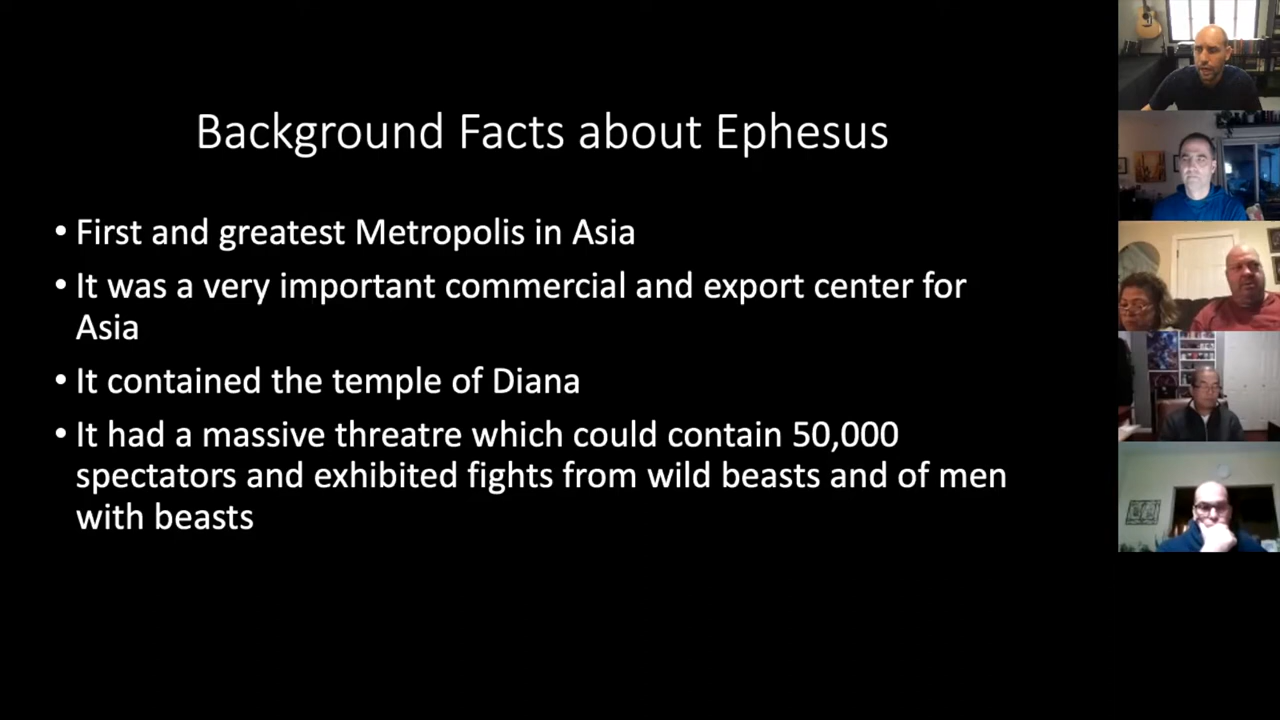 Background Facts about Ephesus
• First and greatest Metropolis in Asia
• It was a very important commercial and export center for
Asia
• It contained the temple of Diana
• It had a massive threatre which could contain 50,000
spectators and exhibited fights from wild beasts and of men
with beasts